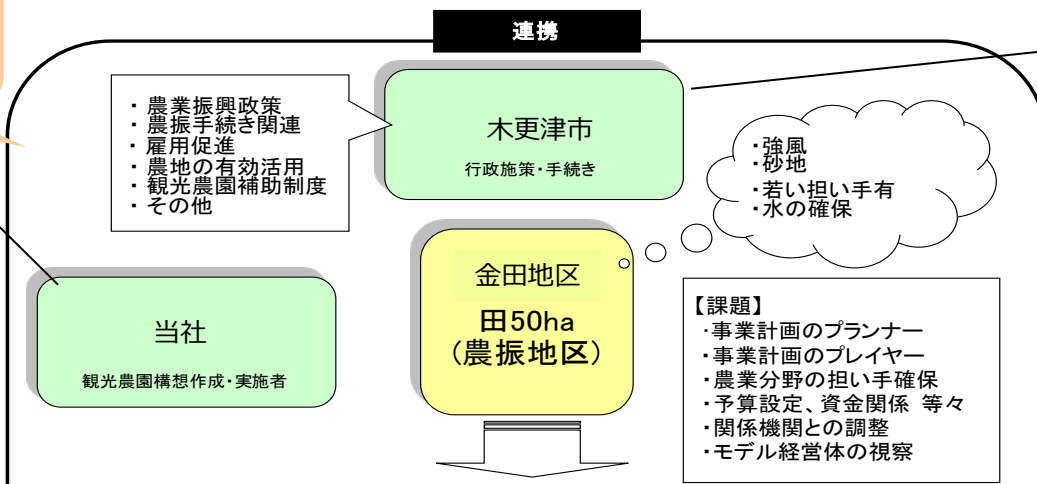 連携
・ 農業振興政策
・ 農振手続き関連
・ 雇用促進
・ 農地の有効活用
・ 観光農園補助制度
・ その他
木更津市
行政施策・手続き
・強風
・砂地
・若い担い手有
・水の確保
金田地区
田50ha
(農振地区)
当社
観光農園構想作成・実施者
【課題】
・事業計画のプランナー
・事業計画のプレイヤー
・農業分野の担い手確保
・予算設定、資金関係 等々
・関係機関との調整
・モデル経営体の視察